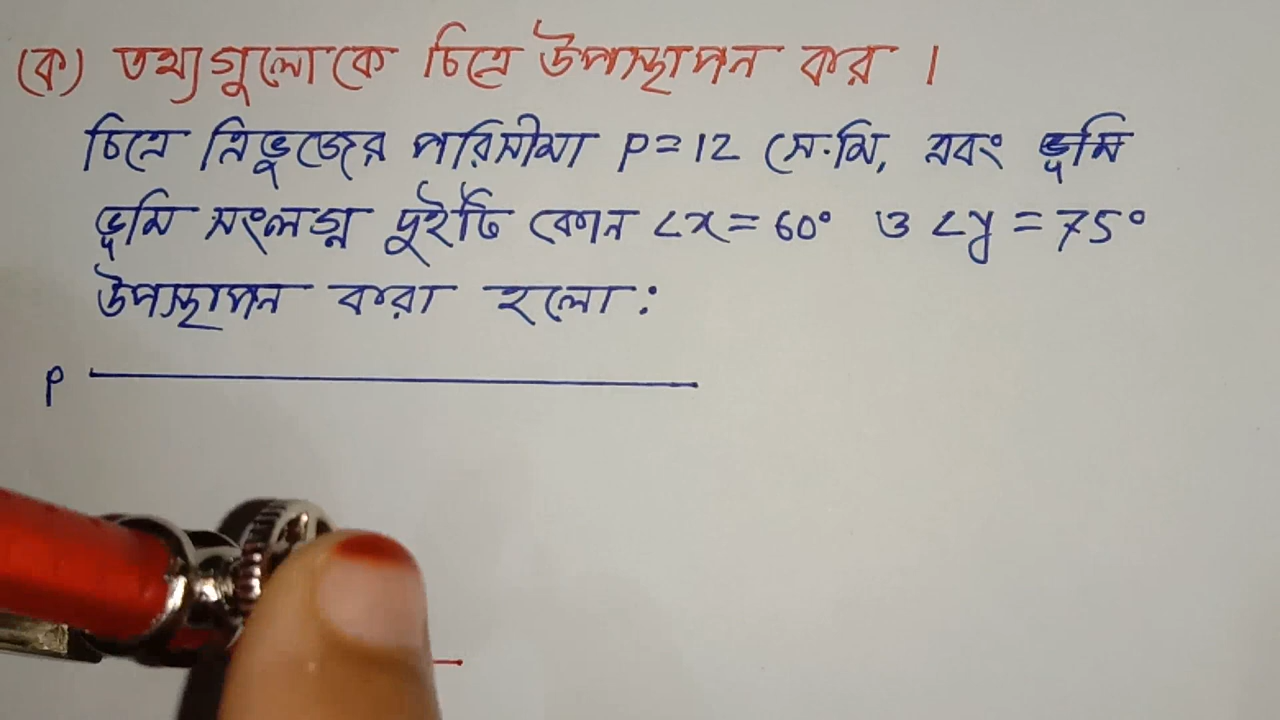 (ক) তথ্যগুলোকে চিত্রে উপস্থাপন কর ।
চিত্রে ত্রিভুজের পরিসীমা P=12 সে.মি, এবং ভূমি
ভূমি সংলগ্ন দুইটি কোন ∠x = 60° ও ∠y = 75°
উপস্থাপন করা হলো :
P